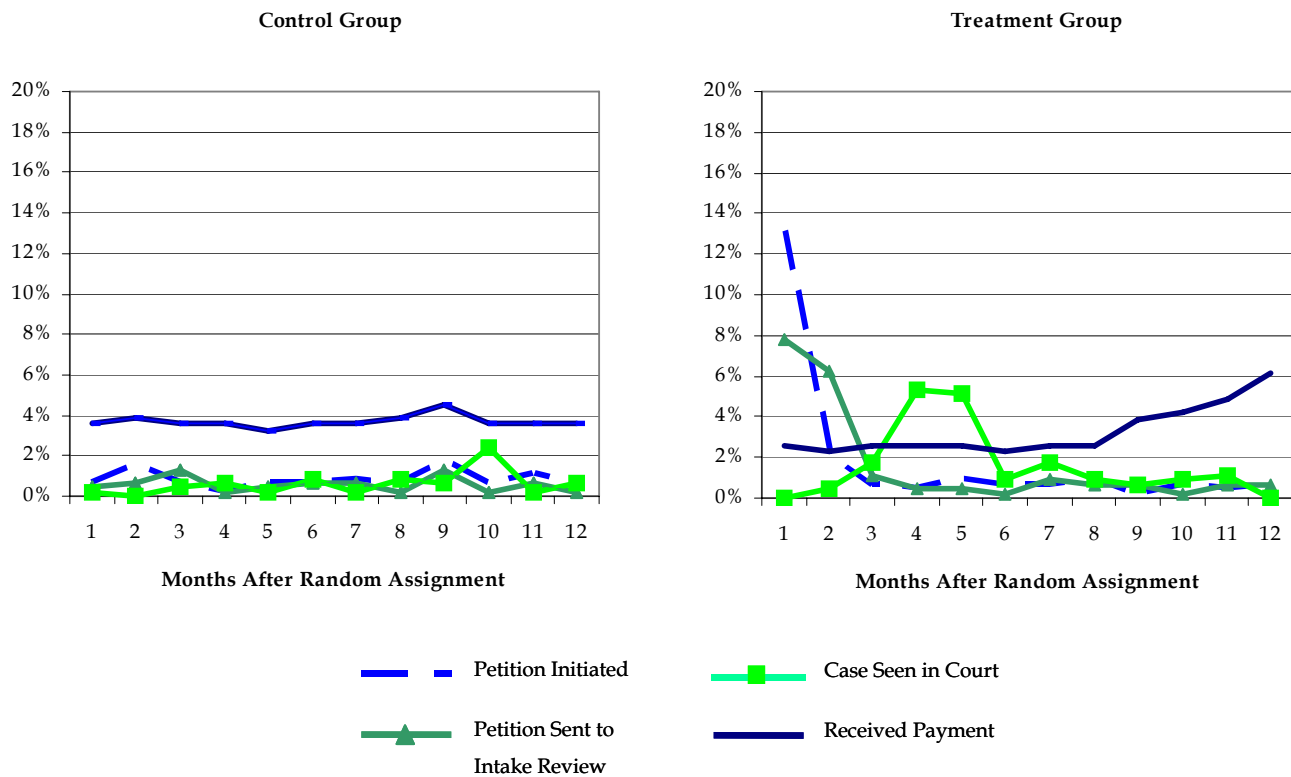 Control Group
20%
18%
16%
14%
12%
10%
8%
6%
4%
2%
0%
1 2 3 4 5 6 7 8 9 10 11 12
Months After Random Assignment
Treatment Group
20%
18%
16%
14%
12%
10%
8%
6%
4%
2%
0%
1 2 3 4 5 6 7 8 9 10 11 12
Months After Random Assignment
Petition Initiated
Case Seen in Court
Petition Sent to
Intake Review
Received Payment